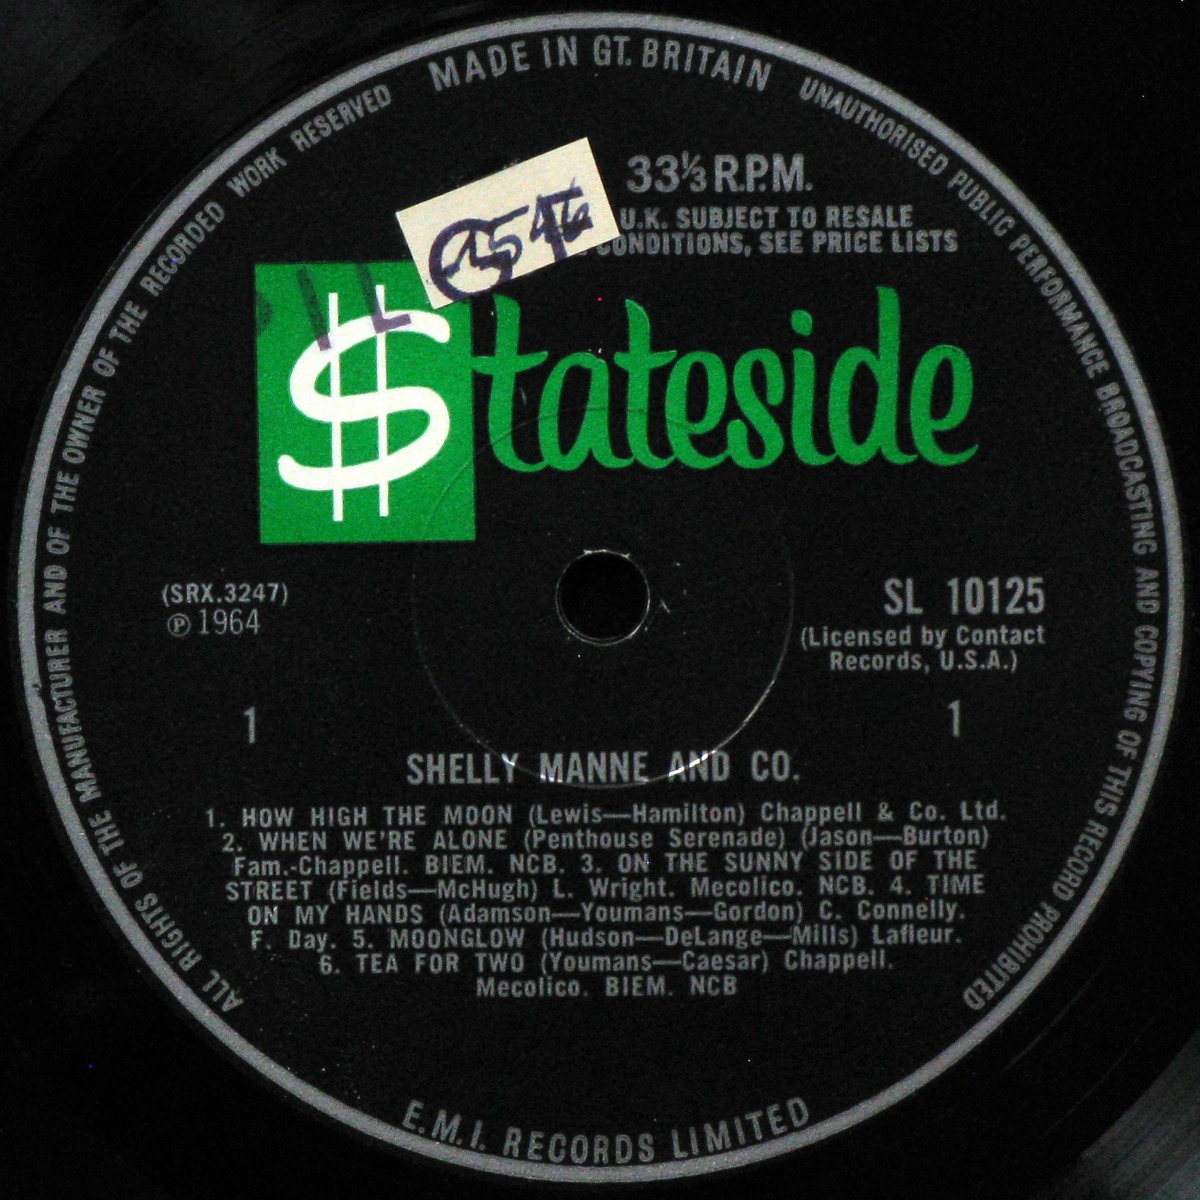 MADE IN GT. BRITAIN
UNAUTHORISED PUBLIC PERFORMANCE BROADCASTING AND COPYING OF THIS RECORD PROHIBITED
ALL RIGHTS OF THE MANUFACTURER AND OF THE OWNER OF THE RECORDED WORK RESERVED
33⅓ R.P.M.
U.K. SUBJECT TO RESALE
CONDITIONS, SEE PRICE LISTS
$tateside
(SRX.3247)
℗ 1964
SL 10125
(Licensed by Contact
Records, U.S.A.)
1
1
SHELLY MANNE AND CO.
1. HOW HIGH THE MOON (Lewis—Hamilton) Chappell & Co. Ltd.
2. WHEN WE'RE ALONE (Penthouse Serenade) (Jason—Burton)
Fam.-Chappell. BIEM. NCB. 3. ON THE SUNNY SIDE OF THE
STREET (Fields—McHugh) L. Wright. Mecolico. NCB. 4. TIME
ON MY HANDS (Adamson—Youmans—Gordon) C. Connelly.
F. Day. 5. MOONGLOW (Hudson—DeLange—Mills) Lafleur.
6. TEA FOR TWO (Youmans—Caesar) Chappell.
Mecolico. BIEM. NCB
E.M.I. RECORDS LIMITED